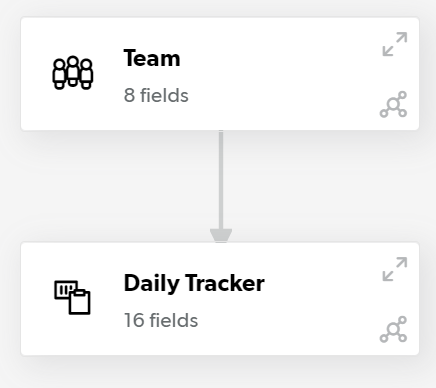 Team
8 fields
Daily Tracker
16 fields